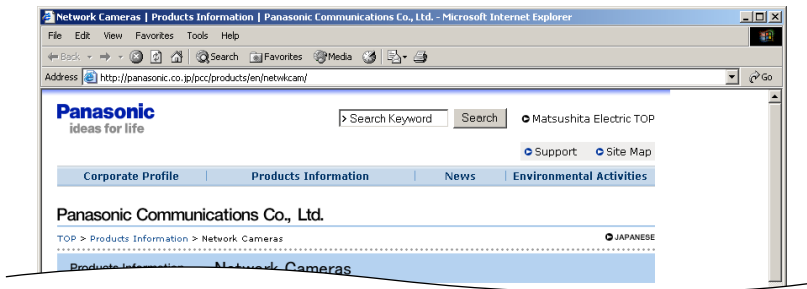 Network Cameras | Products Information | Panasonic Communications Co., Ltd. - Microsoft Internet Explorer
File Edit View Favorites Tools Help
Back Search Favorites Media
Address http://panasonic.co.jp/pcc/products/en/netwkcam/ Go
Panasonic
ideas for life
> Search Keyword Search Matsushita Electric TOP
Support Site Map
Corporate Profile | Products Information | News | Environmental Activities
Panasonic Communications Co., Ltd.
TOP > Products Information > Network Cameras JAPANESE
Products Information Network Cameras